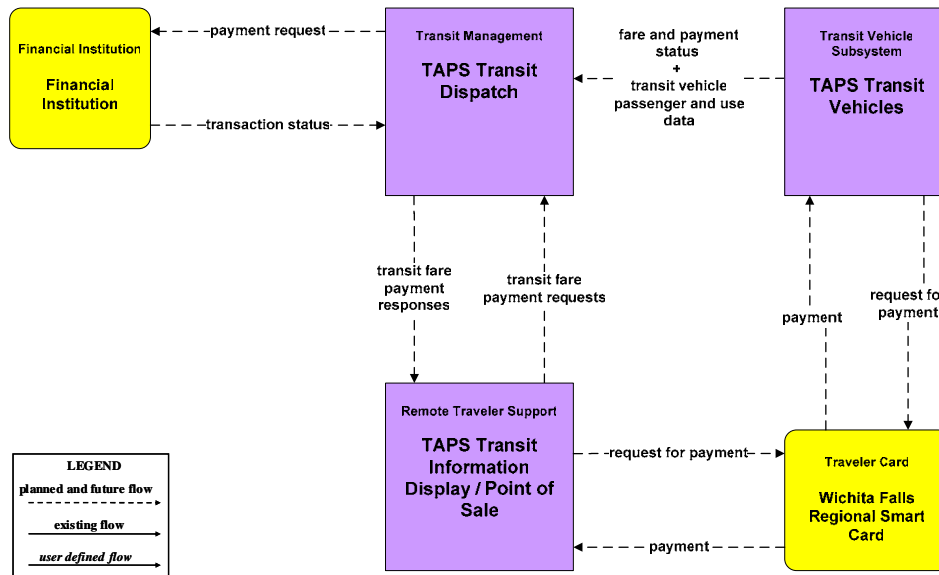 Financial Institution
Financial
Institution
payment request
transaction status
Transit Management
TAPS Transit
Dispatch
fare and payment
status
+
transit vehicle
passenger and use
data
Transit Vehicle
Subsystem
TAPS Transit
Vehicles
transit fare
payment
responses
transit fare
payment requests
payment
request for
payment
Remote Traveler Support
TAPS Transit
Information
Display / Point of
Sale
request for payment
payment
Traveler Card
Wichita Falls
Regional Smart
Card
LEGEND
planned and future flow
existing flow
user defined flow